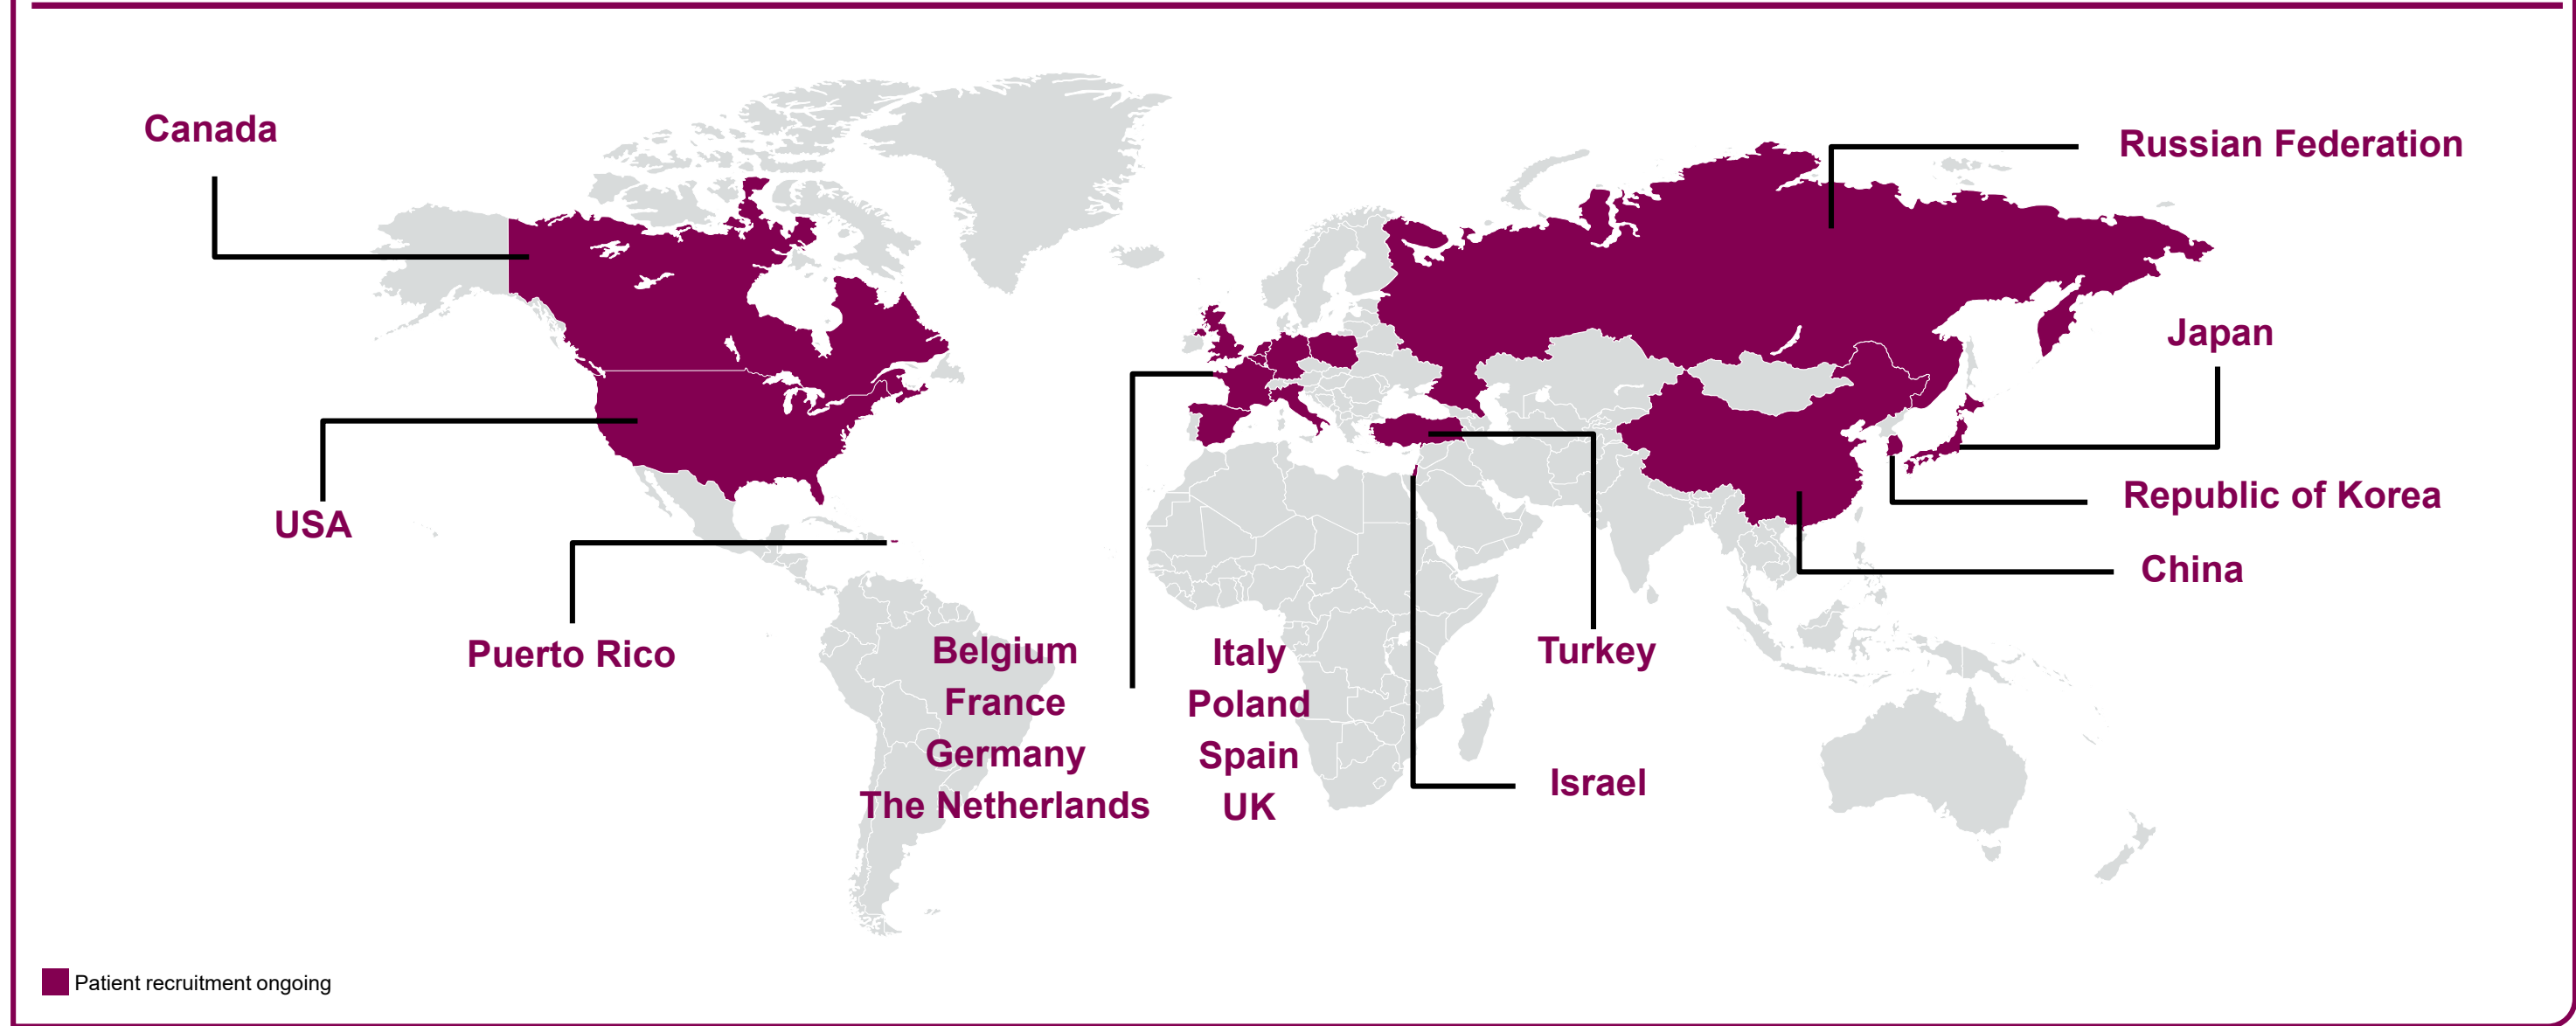 Canada
Russian Federation
Japan
USA
Republic of Korea
China
Puerto Rico
Belgium
France
Germany
The Netherlands
Italy
Poland
Spain
UK
Turkey
Israel
Patient recruitment ongoing